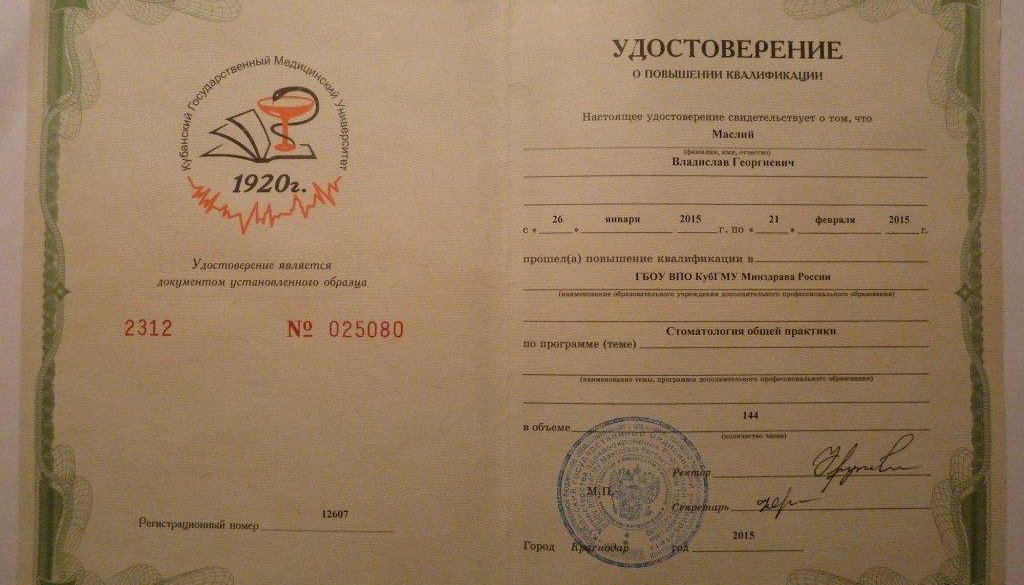 Кубанский Государственный Медицинский Университет
1920г.
Удостоверение является
документом установленного образца
2312 № 025080
Регистрационный номер 12607
УДОСТОВЕРЕНИЕ
О ПОВЫШЕНИИ КВАЛИФИКАЦИИ
Настоящее удостоверение свидетельствует о том, что
Маслий
(фамилия, имя, отчество)
Владислав Георгиевич
с « 26 » января 2015 г. по « 21 » февраля 2015 г.
прошел(а) повышение квалификации в
ГБОУ ВПО КубГМУ Минздрава России
(наименование образовательного учреждения дополнительного профессионального образования)
Стоматология общей практики
по программе (теме)
(наименование темы, программы дополнительного профессионального образования)
144
в объеме
(количество часов)
Ректор
М.П.
Секретарь
Город Краснодар год 2015